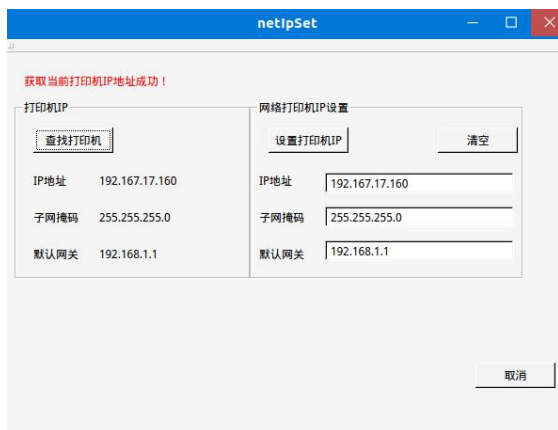 netIpSet
获取当前打印机IP地址成功！
打印机IP
网络打印机IP设置
查找打印机
设置打印机IP
清空
IP地址 192.167.17.160
IP地址 192.167.17.160
子网掩码 255.255.255.0
子网掩码 255.255.255.0
默认网关 192.168.1.1
默认网关 192.168.1.1
取消